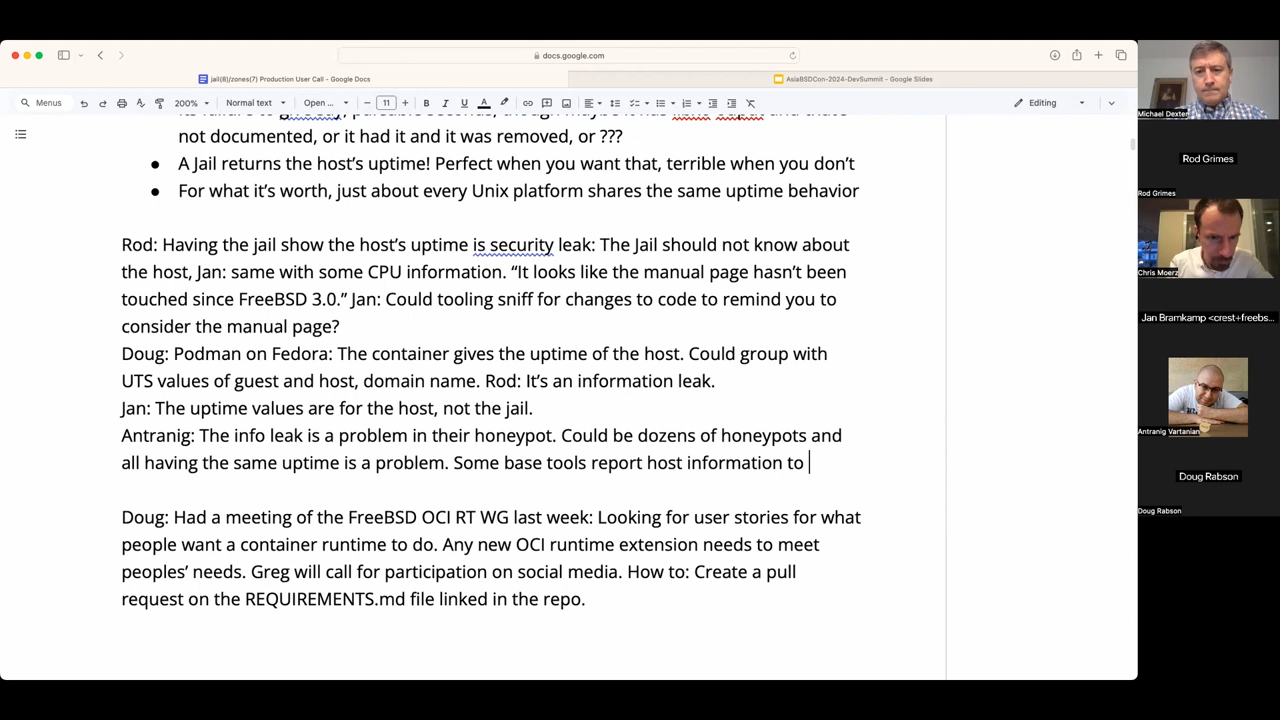 docs.google.com
jail(8)/zones(7) Production User Call - Google Docs
AsiaBSDCon-2024-DevSummit - Google Slides
Menus
200%
Normal text
Open ...
11
Editing
not documented, or it had it and it was removed, or ???
● A Jail returns the host's uptime! Perfect when you want that, terrible when you don't
● For what it's worth, just about every Unix platform shares the same uptime behavior
Rod: Having the jail show the host's uptime is security leak: The Jail should not know about
the host, Jan: same with some CPU information. “It looks like the manual page hasn't been
touched since FreeBSD 3.0.” Jan: Could tooling sniff for changes to code to remind you to
consider the manual page?
Doug: Podman on Fedora: The container gives the uptime of the host. Could group with
UTS values of guest and host, domain name. Rod: It's an information leak.
Jan: The uptime values are for the host, not the jail.
Antranig: The info leak is a problem in their honeypot. Could be dozens of honeypots and
all having the same uptime is a problem. Some base tools report host information to
Doug: Had a meeting of the FreeBSD OCI RT WG last week: Looking for user stories for what
people want a container runtime to do. Any new OCI runtime extension needs to meet
peoples' needs. Greg will call for participation on social media. How to: Create a pull
request on the REQUIREMENTS.md file linked in the repo.
Michael Dexter
Rod Grimes
Rod Grimes
Chris Moerz
Jan Bramkamp <crest+freebs...
Antranig Vartanian
Doug Rabson
Doug Rabson